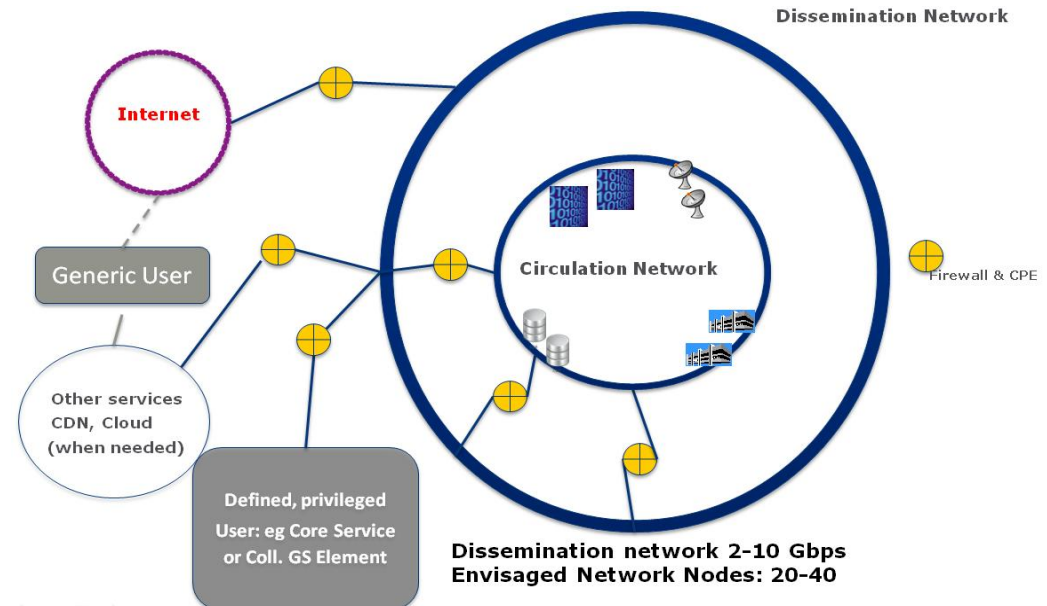 Dissemination Network
Internet
Generic User
Circulation Network
Firewall & CPE
Other services
CDN, Cloud
(when needed)
Defined, privileged
User: eg Core Service
or Coll. GS Element
Dissemination network 2-10 Gbps
Envisaged Network Nodes: 20-40